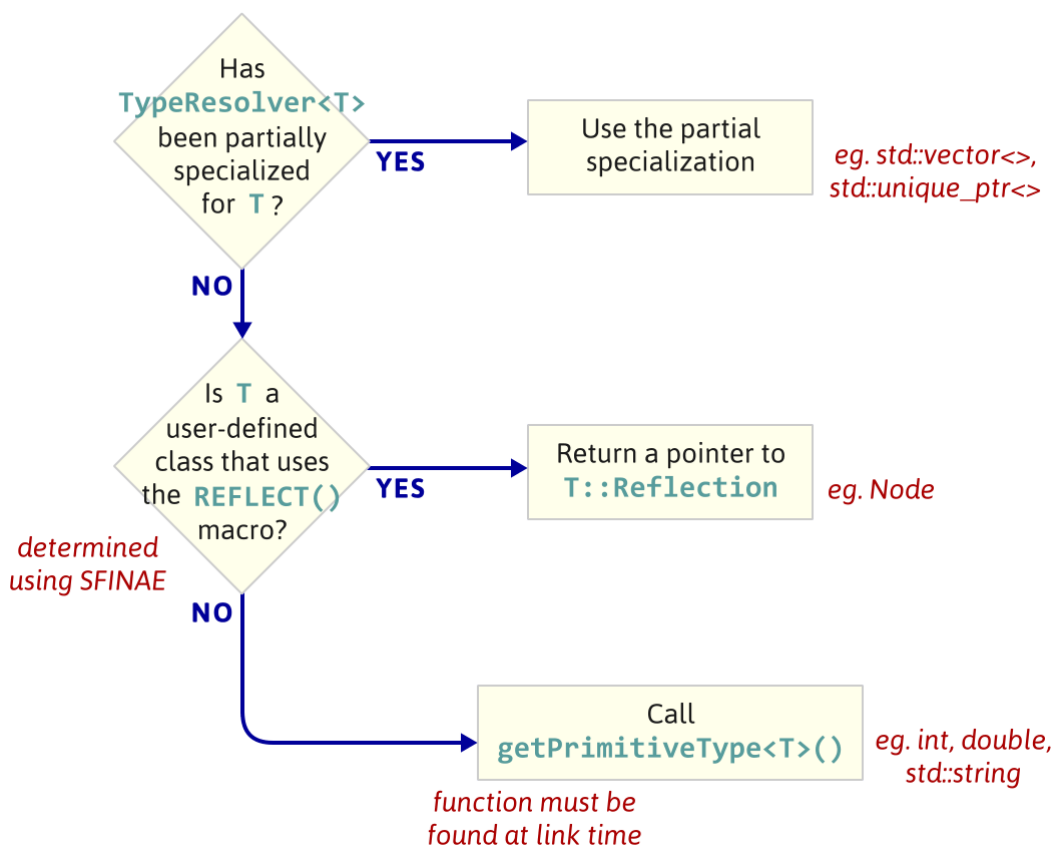 Has
TypeResolver<T>
been partially
specialized
for T ?
YES
Use the partial
specialization
eg. std::vector<>,
std::unique_ptr<>
NO
Is T a
user-defined
class that uses
the REFLECT()
macro?
YES
Return a pointer to
T::Reflection
eg. Node
determined
using SFINAE
NO
Call
getPrimitiveType<T>()
eg. int, double,
std::string
function must be
found at link time